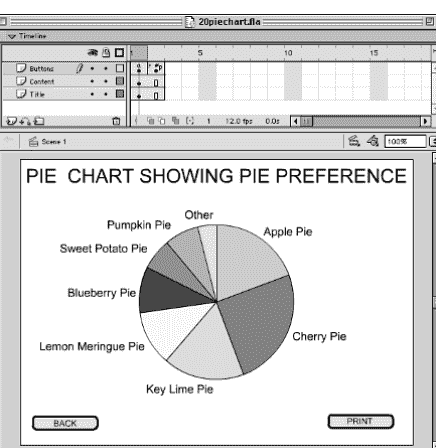 20piechart.fla
Timeline
5 10 15
Buttons
Content
Title
1 12.0 fps 0.0s
Scene 1 100%
PIE CHART SHOWING PIE PREFERENCE
Other
Pumpkin Pie Apple Pie
Sweet Potato Pie
Blueberry Pie
Cherry Pie
Lemon Meringue Pie
Key Lime Pie
BACK PRINT